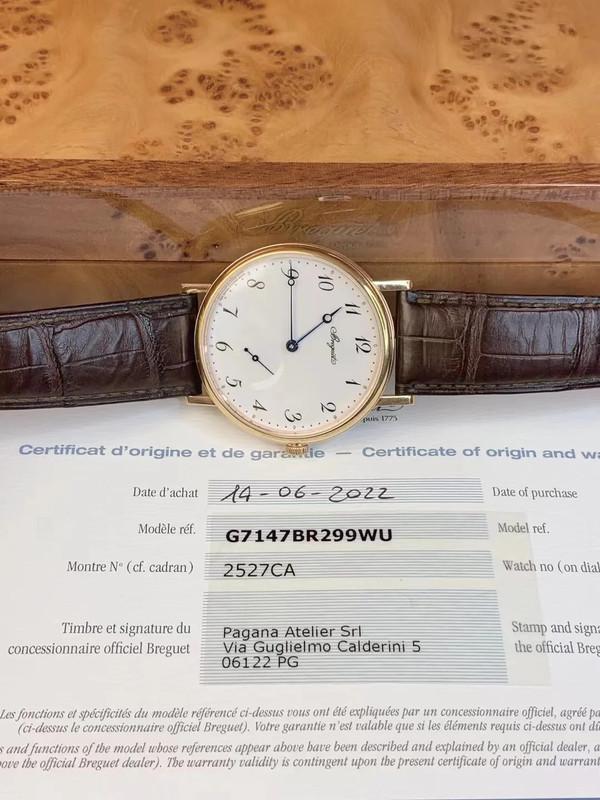 Breguet
9
10
8
11
7
12
6
Breguet
5
1
4
3
2
puis 1775
Certificat d'origine et de garantie — Certificate of origin and wa
Date d'achat 14-06-2022 Date of purchase
Modèle réf. G7147BR299WU Model ref.
Montre N° (cf. cadran) 2527CA Watch no (on dial
Timbre et signature du Pagana Atelier Srl Stamp and signa
concessionnaire officiel Breguet Via Guglielmo Calderini 5 the official Breg
06122 PG
Les fonctions et spécificités du modèle référencé ci-dessus vous ont été expliquées par un concessionnaire officiel, agréé pa
(ci-dessus le concessionnaire officiel Breguet). Votre garantie n'est valable que si les éléments requis ci-dessus ont dû
s and functions of the model whose references appear above have been described and explained by an official dealer, a
ove the official Breguet dealer). The warranty validity is contingent upon the present certificate of origin and warrant